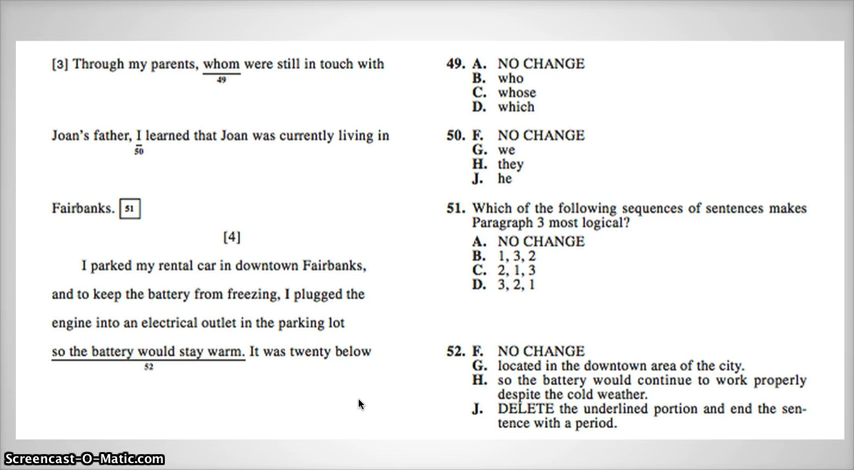 [3] Through my parents, whom were still in touch with
49
Joan's father, I learned that Joan was currently living in
50
Fairbanks. 51
[4]
I parked my rental car in downtown Fairbanks,
and to keep the battery from freezing, I plugged the
engine into an electrical outlet in the parking lot
so the battery would stay warm. It was twenty below
52
49. A. NO CHANGE
B. who
C. whose
D. which
50. F. NO CHANGE
G. we
H. they
J. he
51. Which of the following sequences of sentences makes
Paragraph 3 most logical?
A. NO CHANGE
B. 1, 3, 2
C. 2, 1, 3
D. 3, 2, 1
52. F. NO CHANGE
G. located in the downtown area of the city.
H. so the battery would continue to work properly
despite the cold weather.
J. DELETE the underlined portion and end the sen-
tence with a period.
Screencast-O-Matic.com